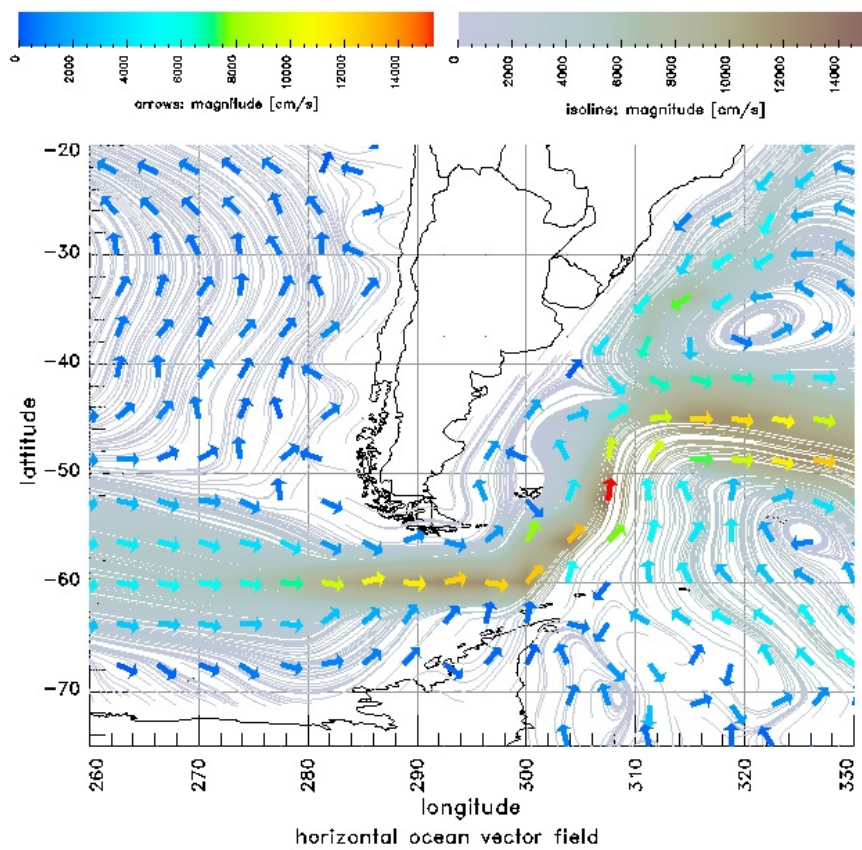 0 2000 4000 6000 8000 10000 12000 14000
arrows: magnitude [cm/s]
0 2000 4000 6000 8000 10000 12000 14000
isoline: magnitude [cm/s]
-20
-30
-40
-50
-60
-70
lattitude
260 270 280 290 300 310 320 330
longitude
horizontal ocean vector field